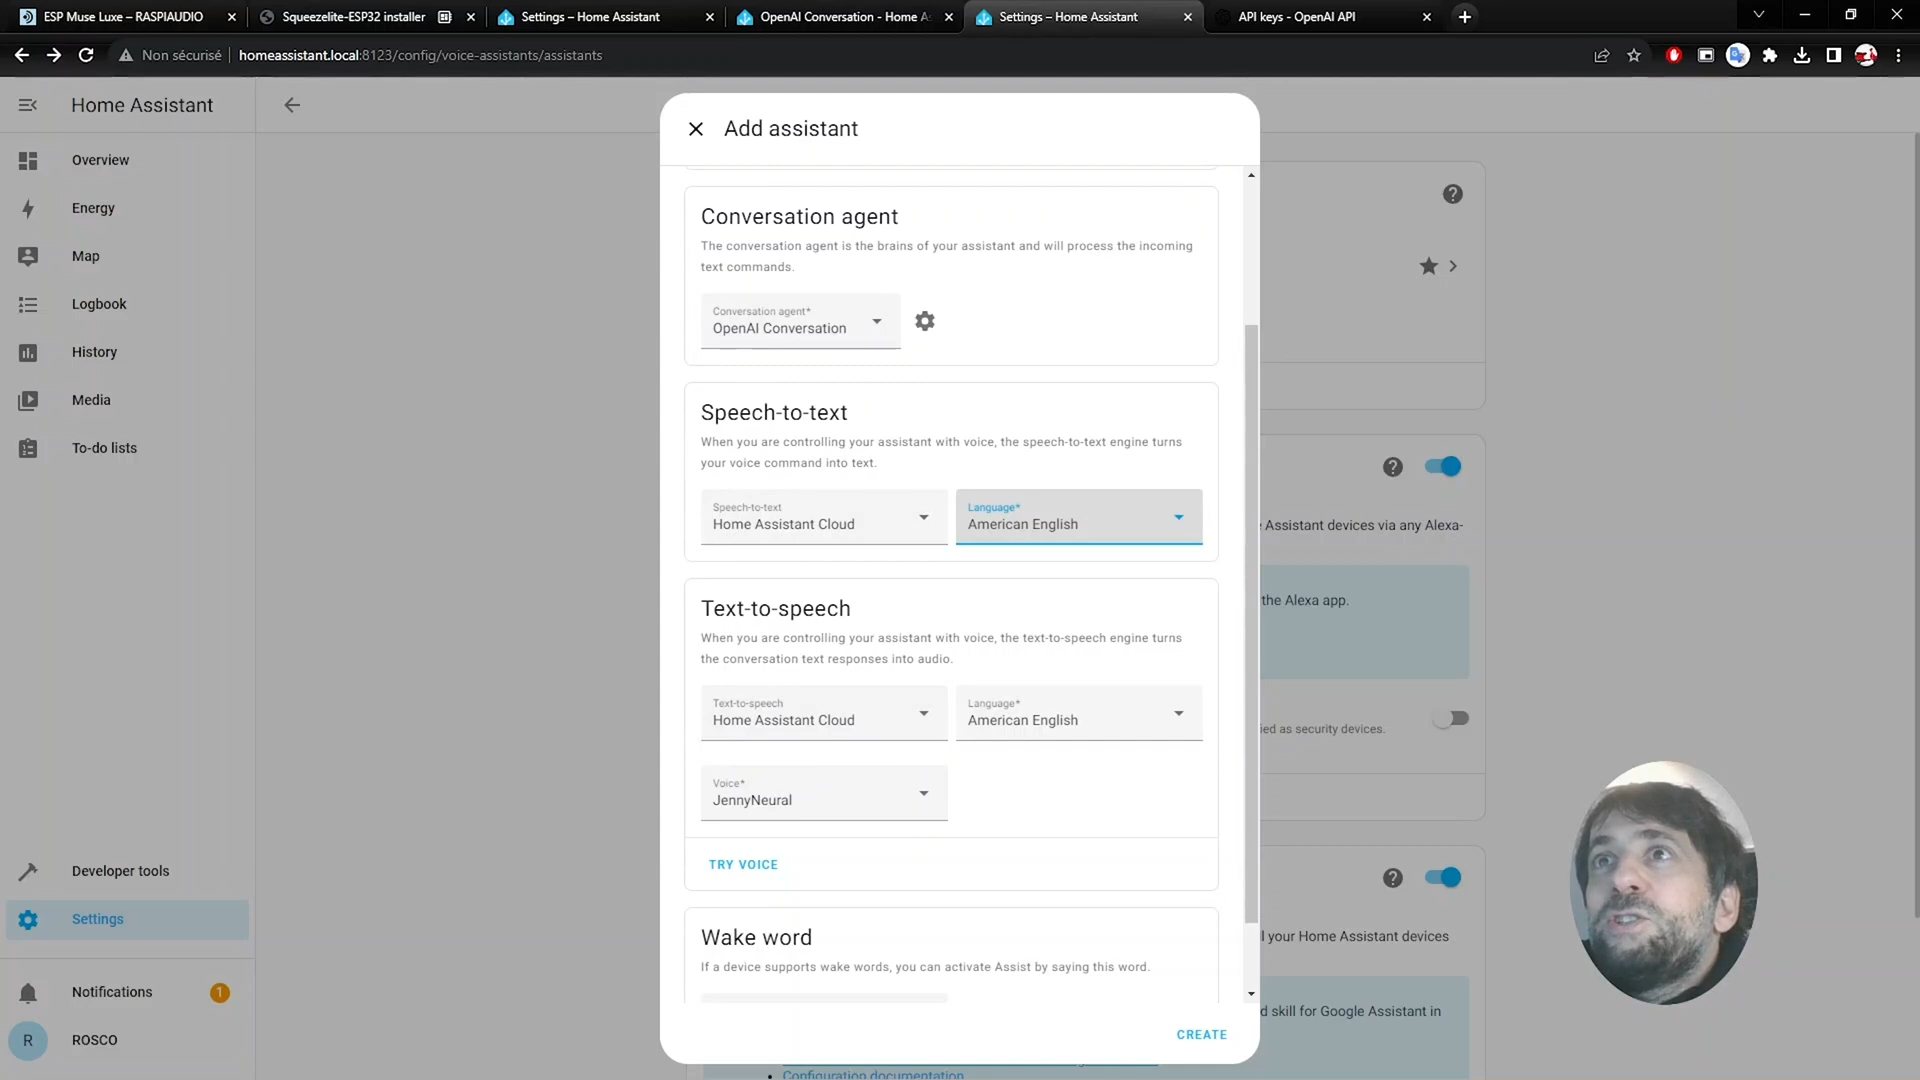 ESP Muse Luxe – RASPIAUDIO
Squeezelite-ESP32 installer
Settings – Home Assistant
OpenAI Conversation - Home As
Settings – Home Assistant
API keys - OpenAI API
Non sécurisé
homeassistant.local:8123/config/voice-assistants/assistants
Home Assistant
Overview
Energy
Map
Logbook
History
Media
To-do lists
Developer tools
Settings
Notifications
1
R
ROSCO
Add assistant
Conversation agent
The conversation agent is the brains of your assistant and will process the incoming
text commands.
Conversation agent*
OpenAI Conversation
Speech-to-text
When you are controlling your assistant with voice, the speech-to-text engine turns
your voice command into text.
Speech-to-text
Home Assistant Cloud
Language*
American English
Text-to-speech
When you are controlling your assistant with voice, the text-to-speech engine turns
the conversation text responses into audio.
Text-to-speech
Home Assistant Cloud
Language*
American English
Voice*
JennyNeural
TRY VOICE
Wake word
If a device supports wake words, you can activate Assist by saying this word.
CREATE
Assistant devices via any Alexa-
the Alexa app.
ied as security devices.
l your Home Assistant devices
d skill for Google Assistant in
Configuration documentation